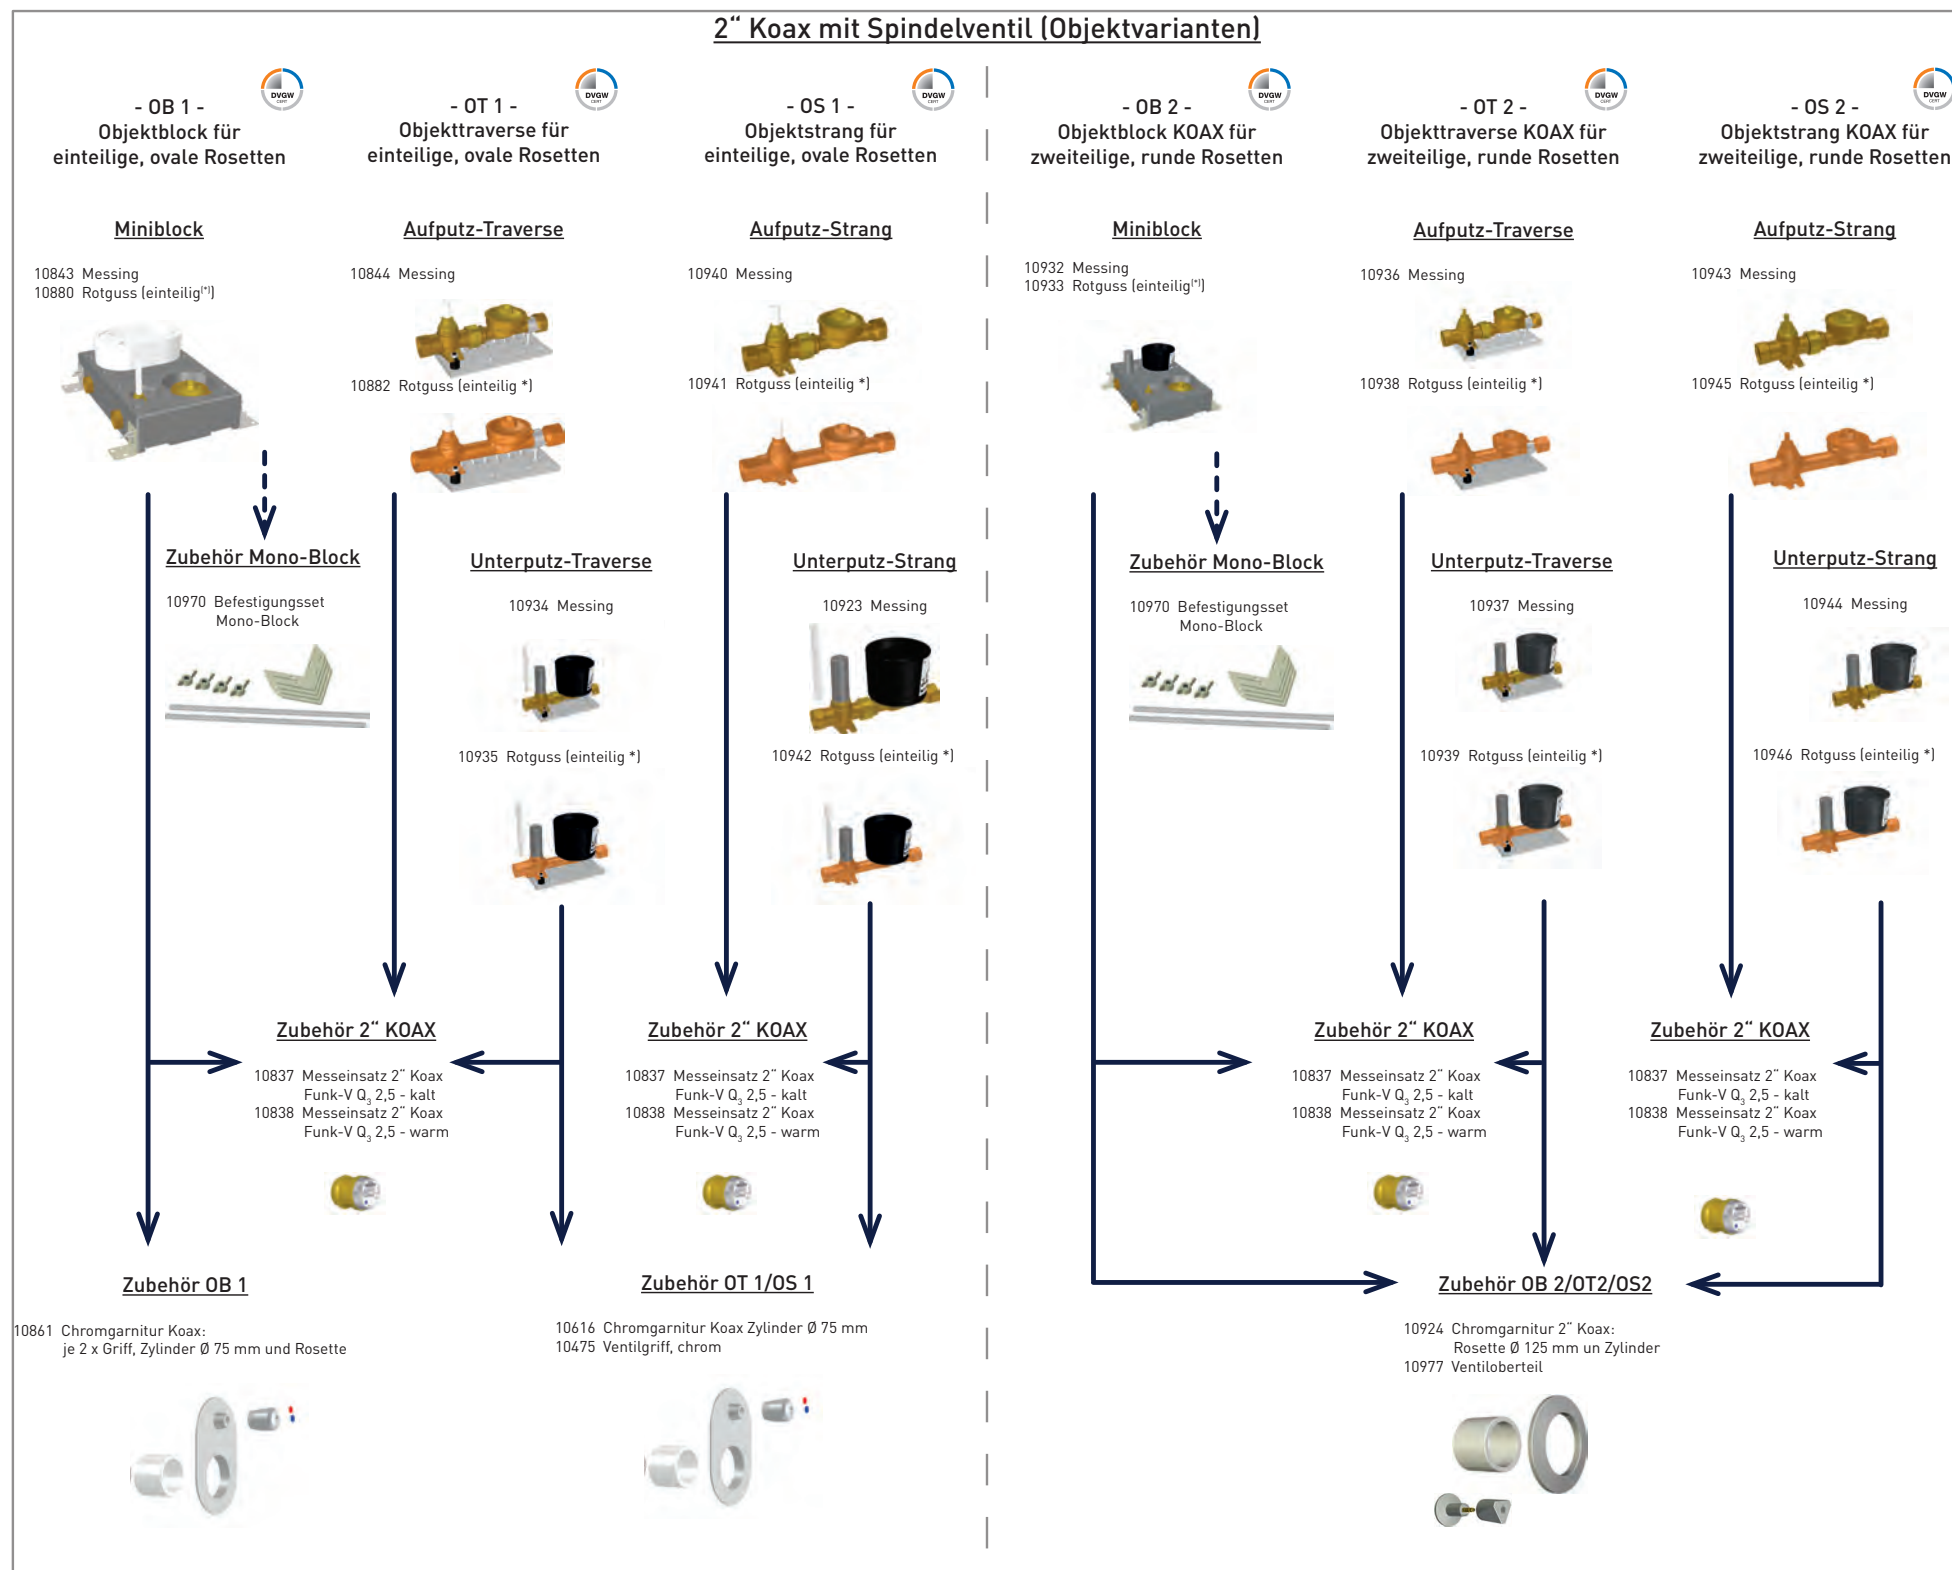 2“ Koax mit Spindelventil (Objektvarianten)
- OB 1 -
Objektblock für
einteilige, ovale Rosetten
DVGW
CERT
- OT 1 -
Objekttraverse für
einteilige, ovale Rosetten
DVGW
CERT
- OS 1 -
Objektstrang für
einteilige, ovale Rosetten
DVGW
CERT
- OB 2 -
Objektblock KOAX für
zweiteilige, runde Rosetten
DVGW
CERT
- OT 2 -
Objekttraverse KOAX für
zweiteilige, runde Rosetten
DVGW
CERT
- OS 2 -
Objektstrang KOAX für
zweiteilige, runde Rosetten
DVGW
CERT
Miniblock
10843 Messing
10880 Rotguss (einteilig(*))
Aufputz-Traverse
10844 Messing
10882 Rotguss (einteilig *)
Aufputz-Strang
10940 Messing
10941 Rotguss (einteilig *)
Miniblock
10932 Messing
10933 Rotguss (einteilig(*))
Aufputz-Traverse
10936 Messing
10938 Rotguss (einteilig *)
Aufputz-Strang
10943 Messing
10945 Rotguss (einteilig *)
Zubehör Mono-Block
10970 Befestigungsset
Mono-Block
Unterputz-Traverse
10934 Messing
10935 Rotguss (einteilig *)
Unterputz-Strang
10923 Messing
10942 Rotguss (einteilig *)
Zubehör Mono-Block
10970 Befestigungsset
Mono-Block
Unterputz-Traverse
10937 Messing
10939 Rotguss (einteilig *)
Unterputz-Strang
10944 Messing
10946 Rotguss (einteilig *)
Zubehör 2“ KOAX
10837 Messeinsatz 2“ Koax
Funk-V Q3 2,5 - kalt
10838 Messeinsatz 2“ Koax
Funk-V Q3 2,5 - warm
Zubehör 2“ KOAX
10837 Messeinsatz 2“ Koax
Funk-V Q3 2,5 - kalt
10838 Messeinsatz 2“ Koax
Funk-V Q3 2,5 - warm
Zubehör 2“ KOAX
10837 Messeinsatz 2“ Koax
Funk-V Q3 2,5 - kalt
10838 Messeinsatz 2“ Koax
Funk-V Q3 2,5 - warm
Zubehör 2“ KOAX
10837 Messeinsatz 2“ Koax
Funk-V Q3 2,5 - kalt
10838 Messeinsatz 2“ Koax
Funk-V Q3 2,5 - warm
Zubehör OB 1
10861 Chromgarnitur Koax:
je 2 x Griff, Zylinder Ø 75 mm und Rosette
Zubehör OT 1/OS 1
10616 Chromgarnitur Koax Zylinder Ø 75 mm
10475 Ventilgriff, chrom
Zubehör OB 2/OT2/OS2
10924 Chromgarnitur 2“ Koax:
Rosette Ø 125 mm un Zylinder
10977 Ventiloberteil